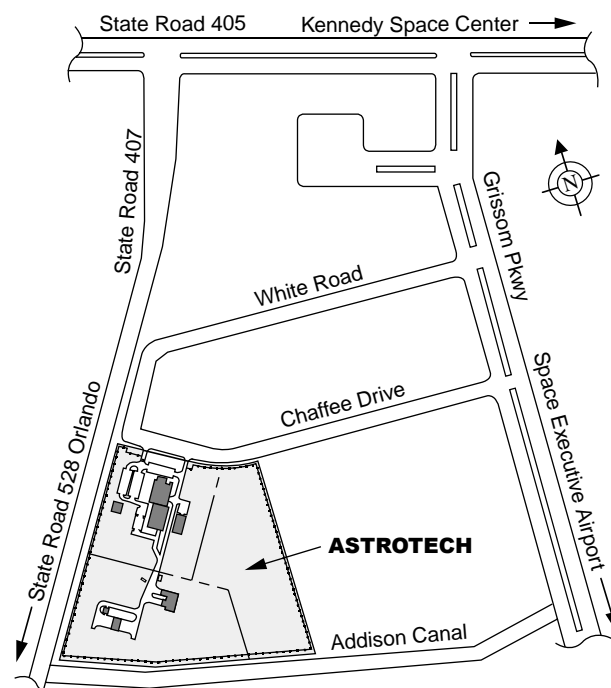 State Road 405
Kennedy Space Center
State Road 407
N
Grissom Pkwy
White Road
Chaffee Drive
Space Executive Airport
State Road 528 Orlando
ASTROTECH
Addison Canal